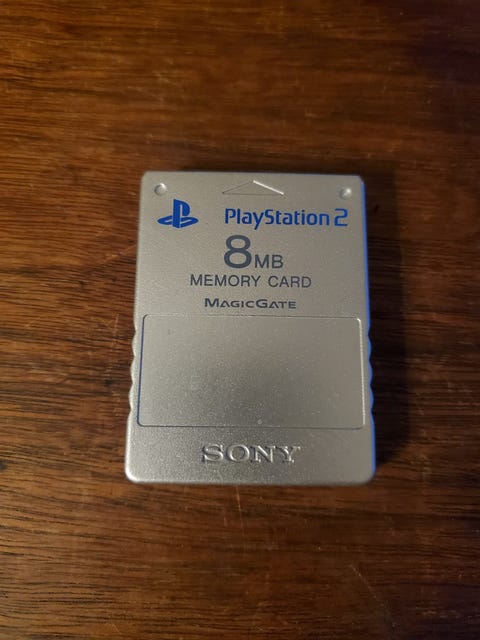 PlayStation 2
8MB
MEMORY CARD
MAGICGATE
SONY